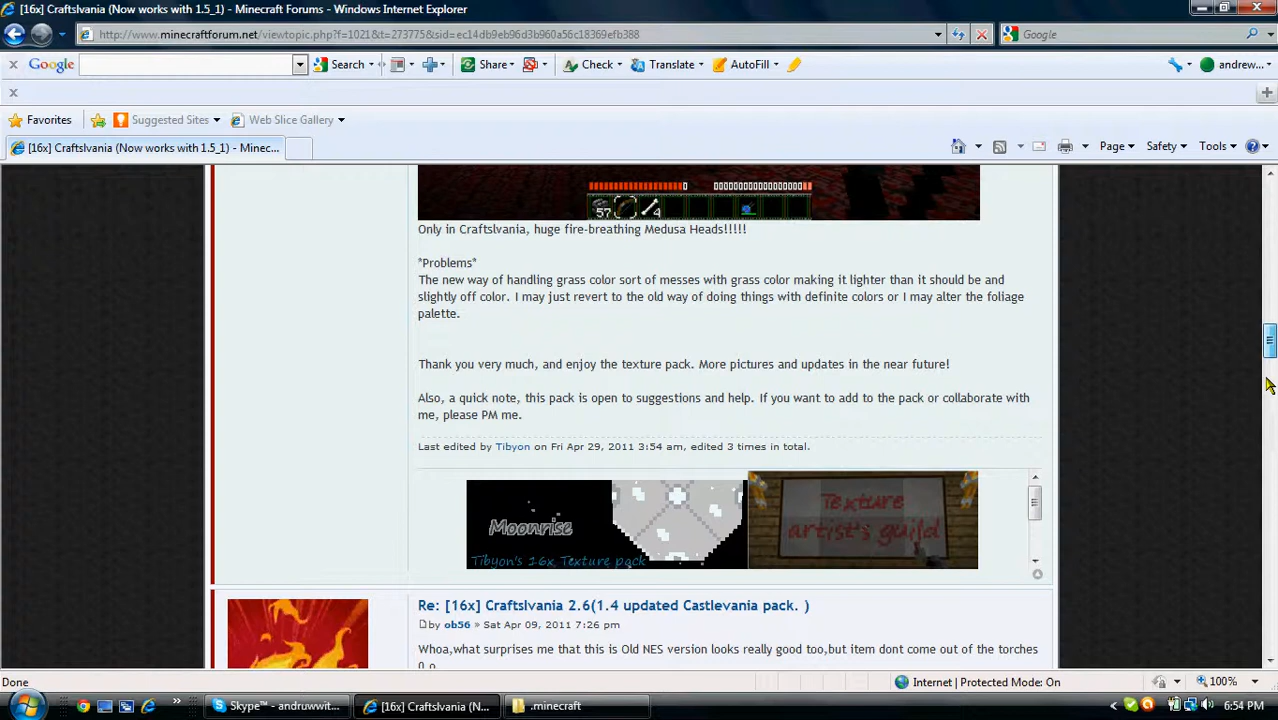 [16x] Craftslvania (Now works with 1.5_1) - Minecraft Forums - Windows Internet Explorer
http://www.minecraftforum.net/viewtopic.php?f=1021&t=273775&sid=ec14db9eb96d3b960a56c18369efb388
Google
Google Search Share Check Translate AutoFill andrew...
Favorites Suggested Sites Web Slice Gallery
[16x] Craftslvania (Now works with 1.5_1) - Minec... Page Safety Tools
57 4
Only in Craftslvania, huge fire-breathing Medusa Heads!!!!!
*Problems*
The new way of handling grass color sort of messes with grass color making it lighter than it should be and
slightly off color. I may just revert to the old way of doing things with definite colors or I may alter the foliage
palette.
Thank you very much, and enjoy the texture pack. More pictures and updates in the near future!
Also, a quick note, this pack is open to suggestions and help. If you want to add to the pack or collaborate with
me, please PM me.
Last edited by Tibyon on Fri Apr 29, 2011 3:54 am, edited 3 times in total.
Moonrise
Tibyon's 16x Texture pack
Texture
artist's guild
Re: [16x] Craftslvania 2.6(1.4 updated Castlevania pack. )
by ob56 » Sat Apr 09, 2011 7:26 pm
Whoa,what surprises me that this is Old NES version looks really good too,but item dont come out of the torches
0_o
Done Internet | Protected Mode: On 100%
Skype™ - andruwwit... [16x] Craftslvania (N... .minecraft 6:54 PM